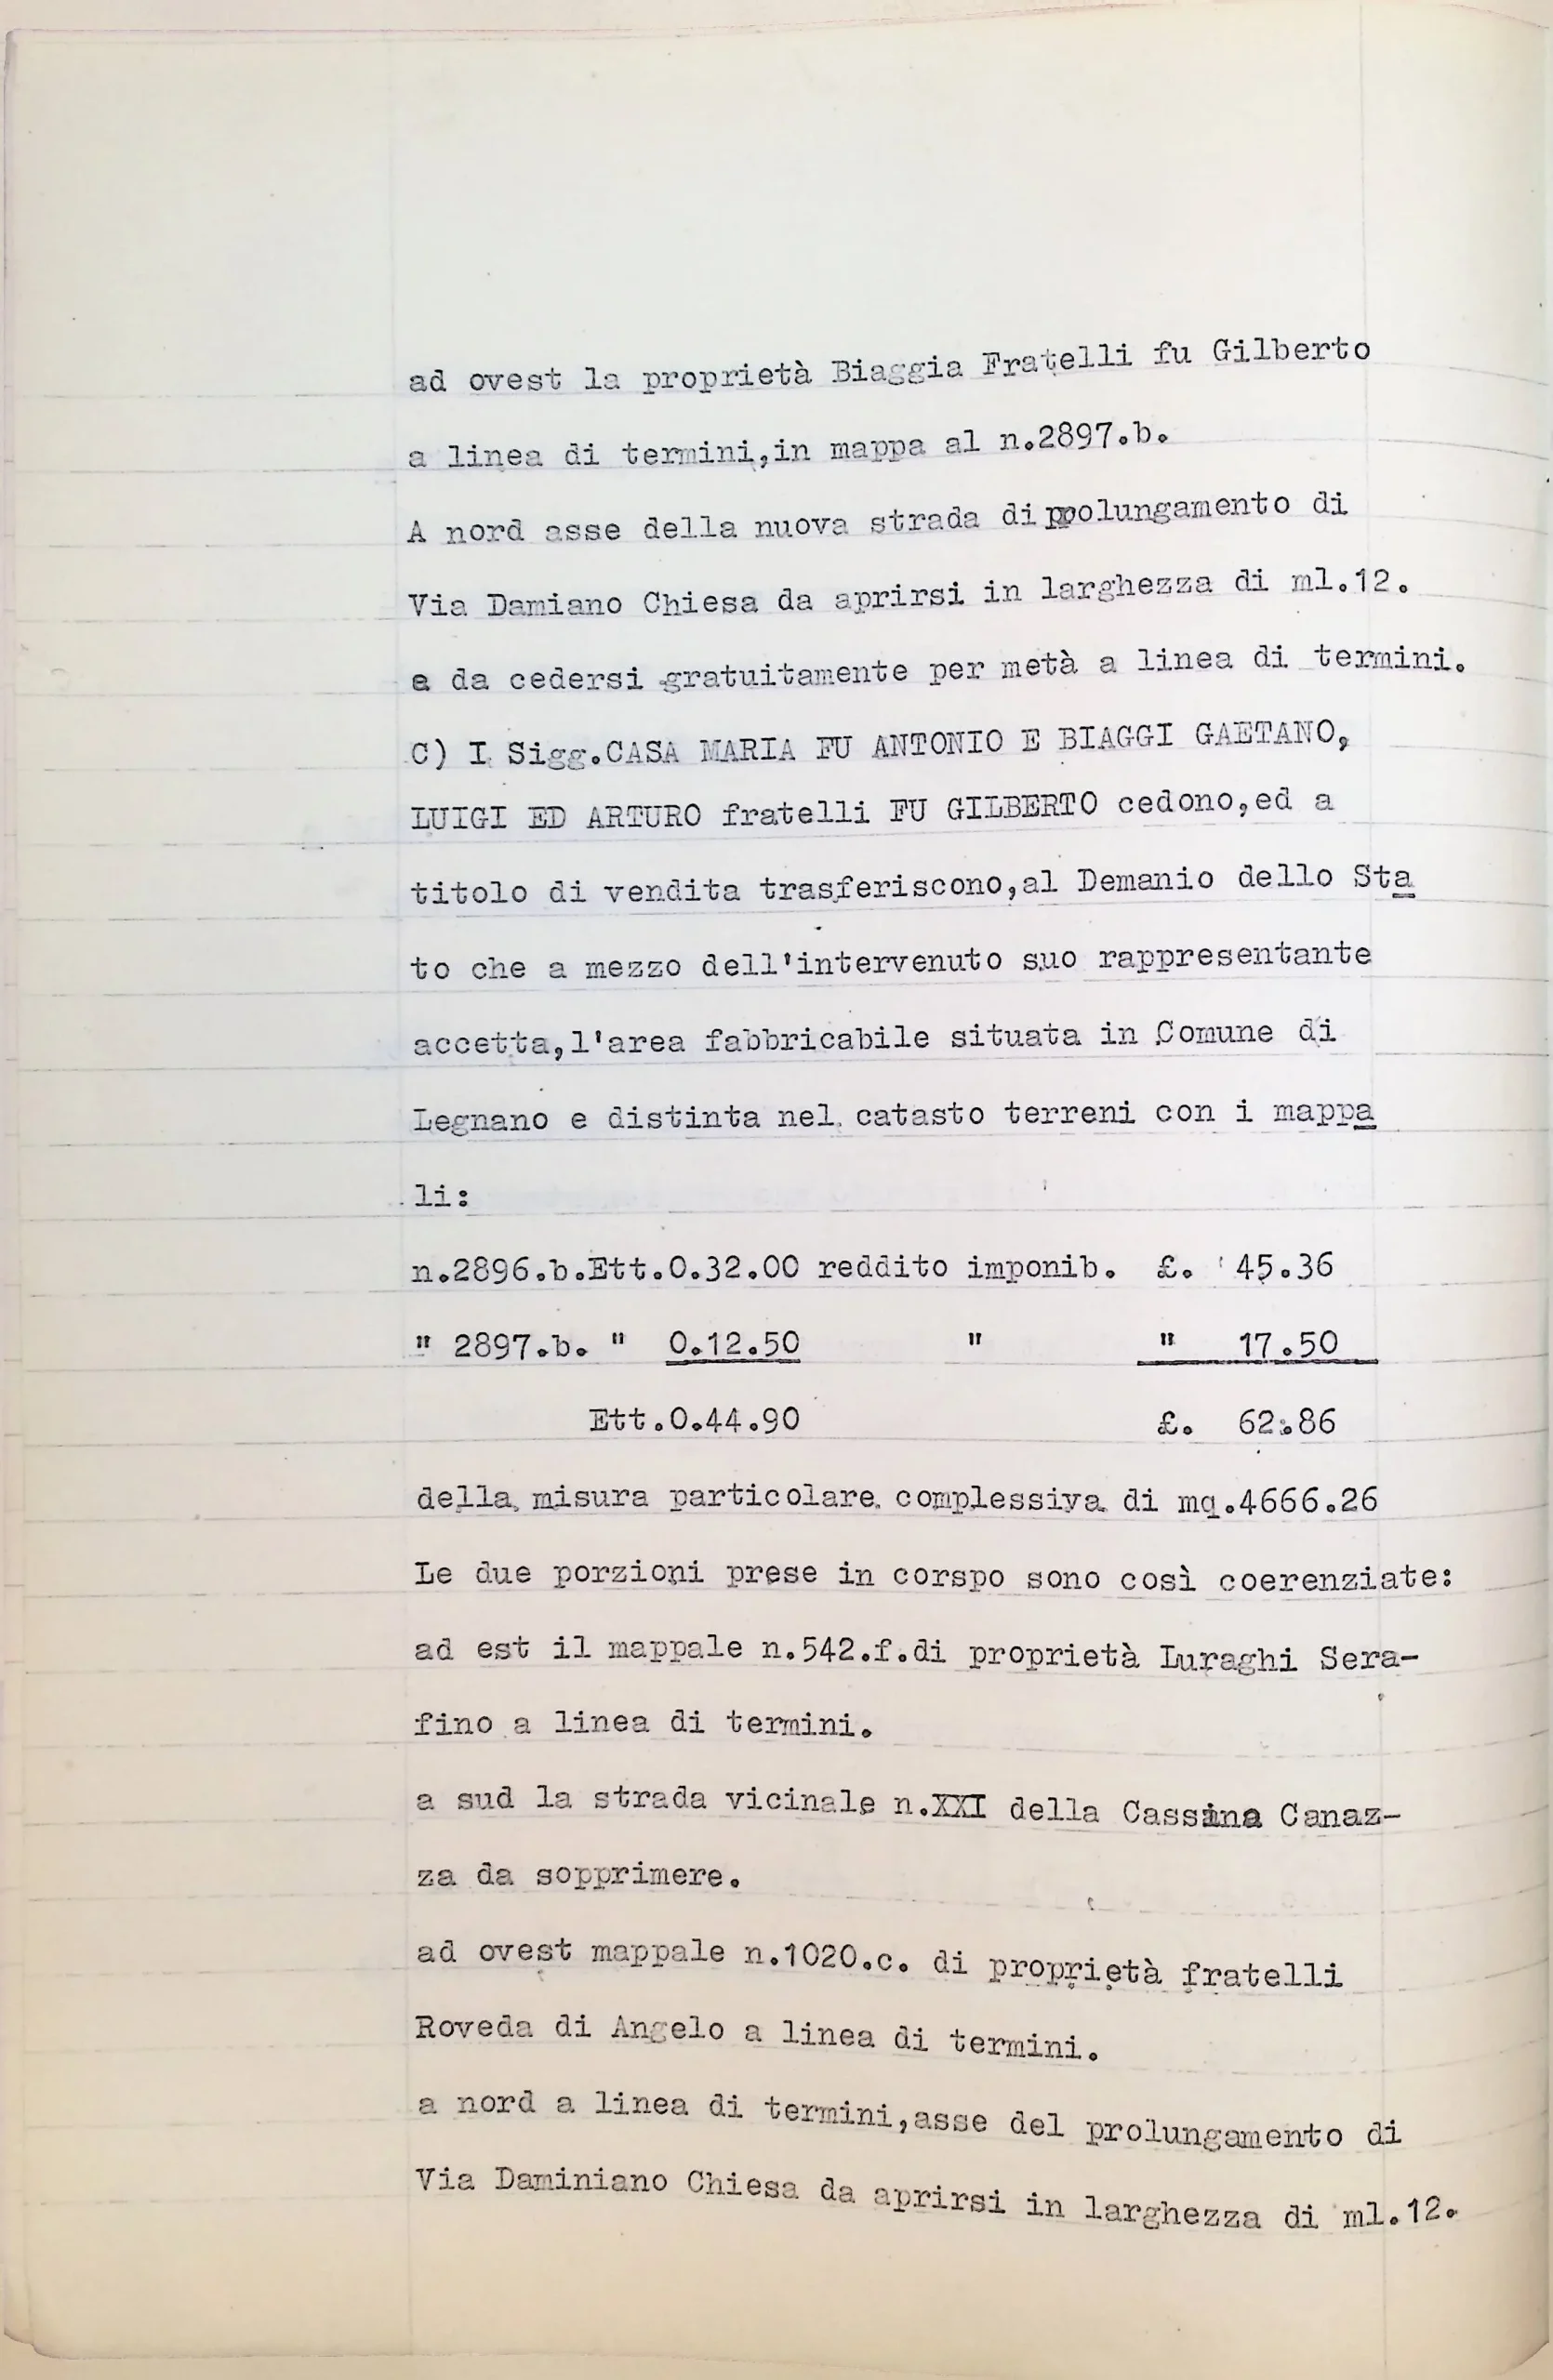 ad ovest la proprietà Biaggia Fratelli fu Gilberto
a linea di termini,in mappa al n.2897.b.
A nord asse della nuova strada di prolungamento di
Via Damiano Chiesa da aprirsi in larghezza di ml.12.
e da cedersi gratuitamente per metà a linea di termini.
C) I Sigg.CASA MARIA FU ANTONIO E BIAGGI GAETANO,
LUIGI ED ARTURO fratelli FU GILBERTO cedono,ed a
titolo di vendita trasferiscono,al Demanio dello Sta
to che a mezzo dell'intervenuto suo rappresentante
accetta,l'area fabbricabile situata in Comune di
Legnano e distinta nel catasto terreni con i mappa
li:
n.2896.b.Ett.0.32.00 reddito imponib. £. 45.36
" 2897.b. " 0.12.50 " " 17.50
Ett.0.44.90 £. 62.86
della misura particolare complessiva di mq.4666.26
Le due porzioni prese in corspo sono così coerenziate:
ad est il mappale n.542.f.di proprietà Luraghi Sera-
fino a linea di termini.
a sud la strada vicinale n.XXI della Cassina Canaz-
za da sopprimere.
ad ovest mappale n.1020.c. di proprietà fratelli
Roveda di Angelo a linea di termini.
a nord a linea di termini,asse del prolungamento di
Via Daminiano Chiesa da aprirsi in larghezza di ml.12.